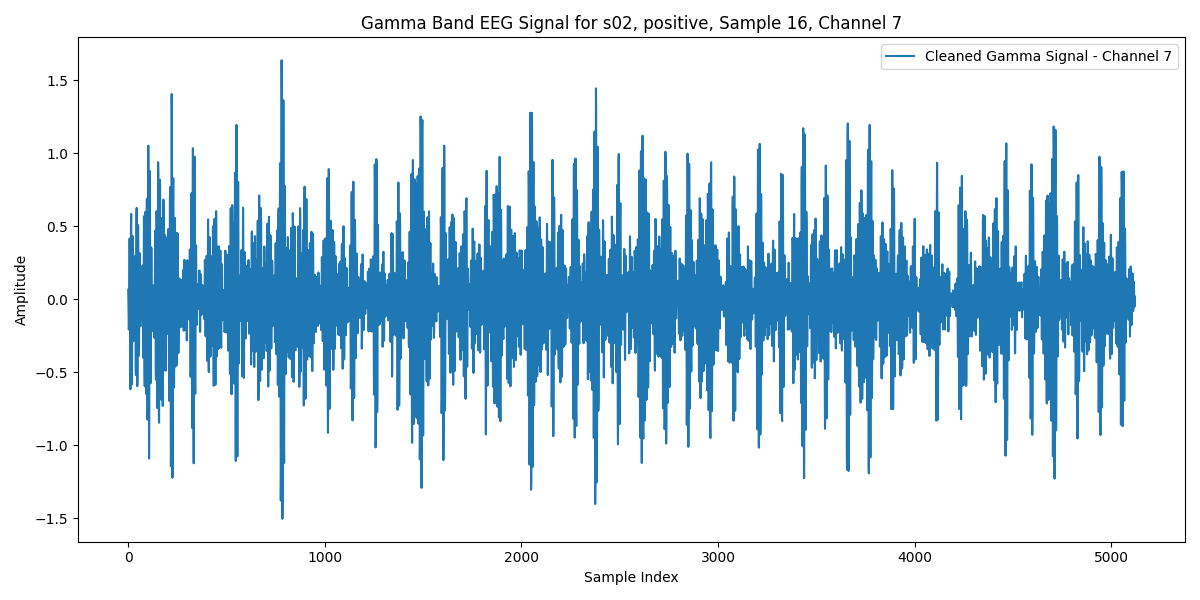 Gamma Band EEG Signal for s02, positive, Sample 16, Channel 7
Cleaned Gamma Signal - Channel 7
Amplitude
1.5
1.0
0.5
0.0
−0.5
−1.0
−1.5
0 1000 2000 3000 4000 5000
Sample Index